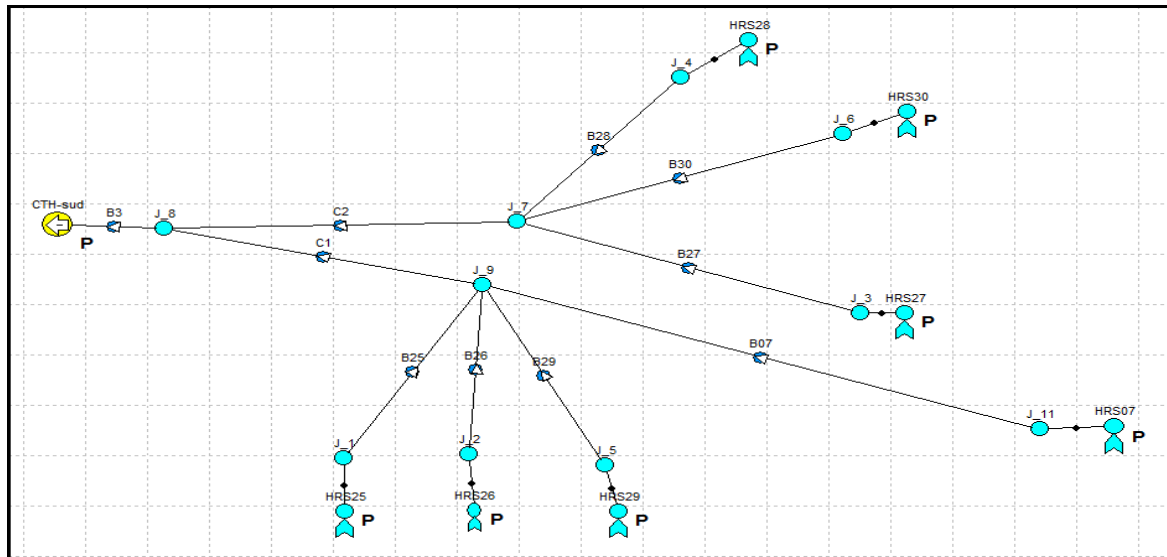 HRS28
P
J_4
HRS30
P
J_6
B28
B30
CTH-sud
P
B3
J_8
C2
J_7
C1
B27
J_9
J_3
HRS27
P
B25
B26
B29
B07
J_11
HRS07
P
J_1
J_2
J_5
HRS25
P
HRS26
P
HRS29
P